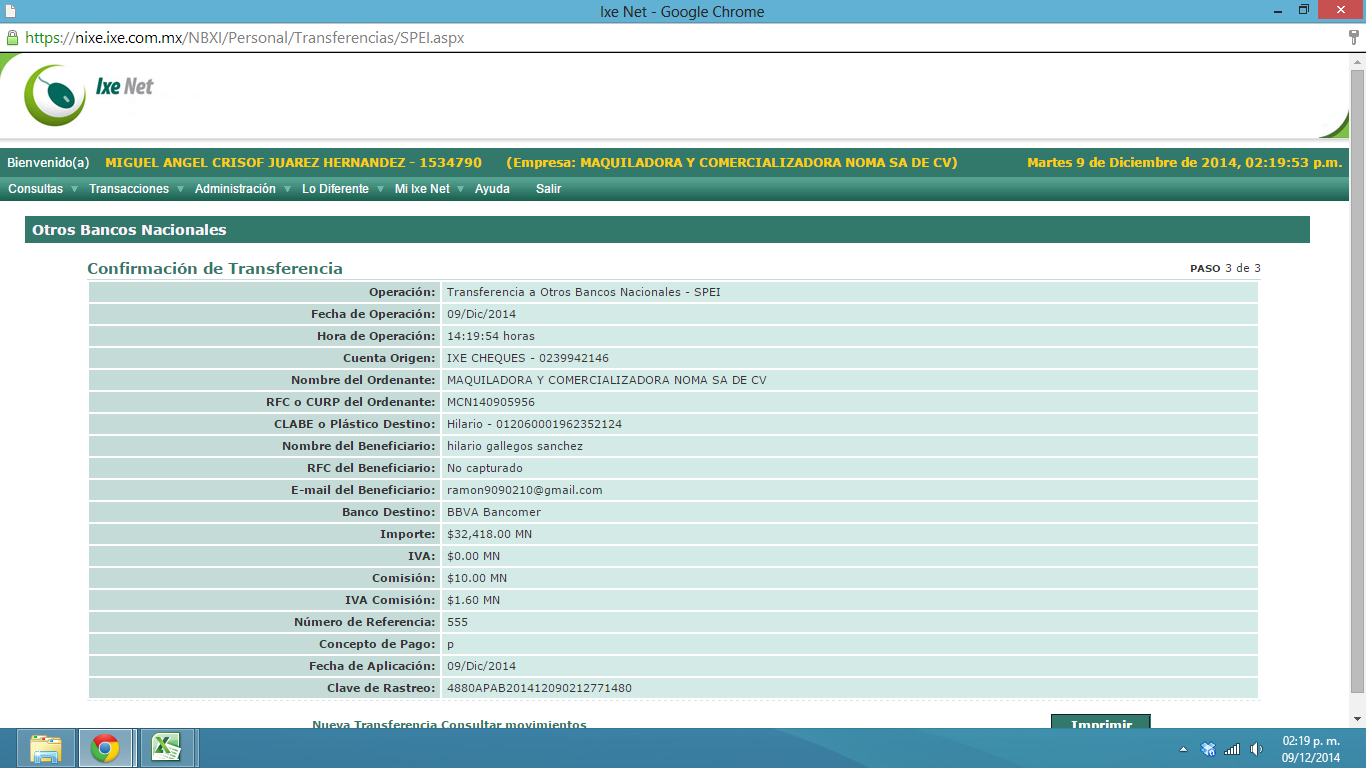 Ixe Net - Google Chrome
https://nixe.ixe.com.mx/NBXI/Personal/Transferencias/SPEI.aspx
Ixe Net
Bienvenido(a) MIGUEL ANGEL CRISOF JUAREZ HERNANDEZ - 1534790 (Empresa: MAQUILADORA Y COMERCIALIZADORA NOMA SA DE CV) Martes 9 de Diciembre de 2014, 02:19:53 p.m.
Consultas Transacciones Administración Lo Diferente Mi Ixe Net Ayuda Salir
Otros Bancos Nacionales
Confirmación de Transferencia PASO 3 de 3
Operación: Transferencia a Otros Bancos Nacionales - SPEI
Fecha de Operación: 09/Dic/2014
Hora de Operación: 14:19:54 horas
Cuenta Origen: IXE CHEQUES - 0239942146
Nombre del Ordenante: MAQUILADORA Y COMERCIALIZADORA NOMA SA DE CV
RFC o CURP del Ordenante: MCN140905956
CLABE o Plástico Destino: Hilario - 012060001962352124
Nombre del Beneficiario: hilario gallegos sanchez
RFC del Beneficiario: No capturado
E-mail del Beneficiario: ramon9090210@gmail.com
Banco Destino: BBVA Bancomer
Importe: $32,418.00 MN
IVA: $0.00 MN
Comisión: $10.00 MN
IVA Comisión: $1.60 MN
Número de Referencia: 555
Concepto de Pago: p
Fecha de Aplicación: 09/Dic/2014
Clave de Rastreo: 4880APAB201412090212771480
Nueva Transferencia Consultar movimientos Imprimir
02:19 p. m.
09/12/2014